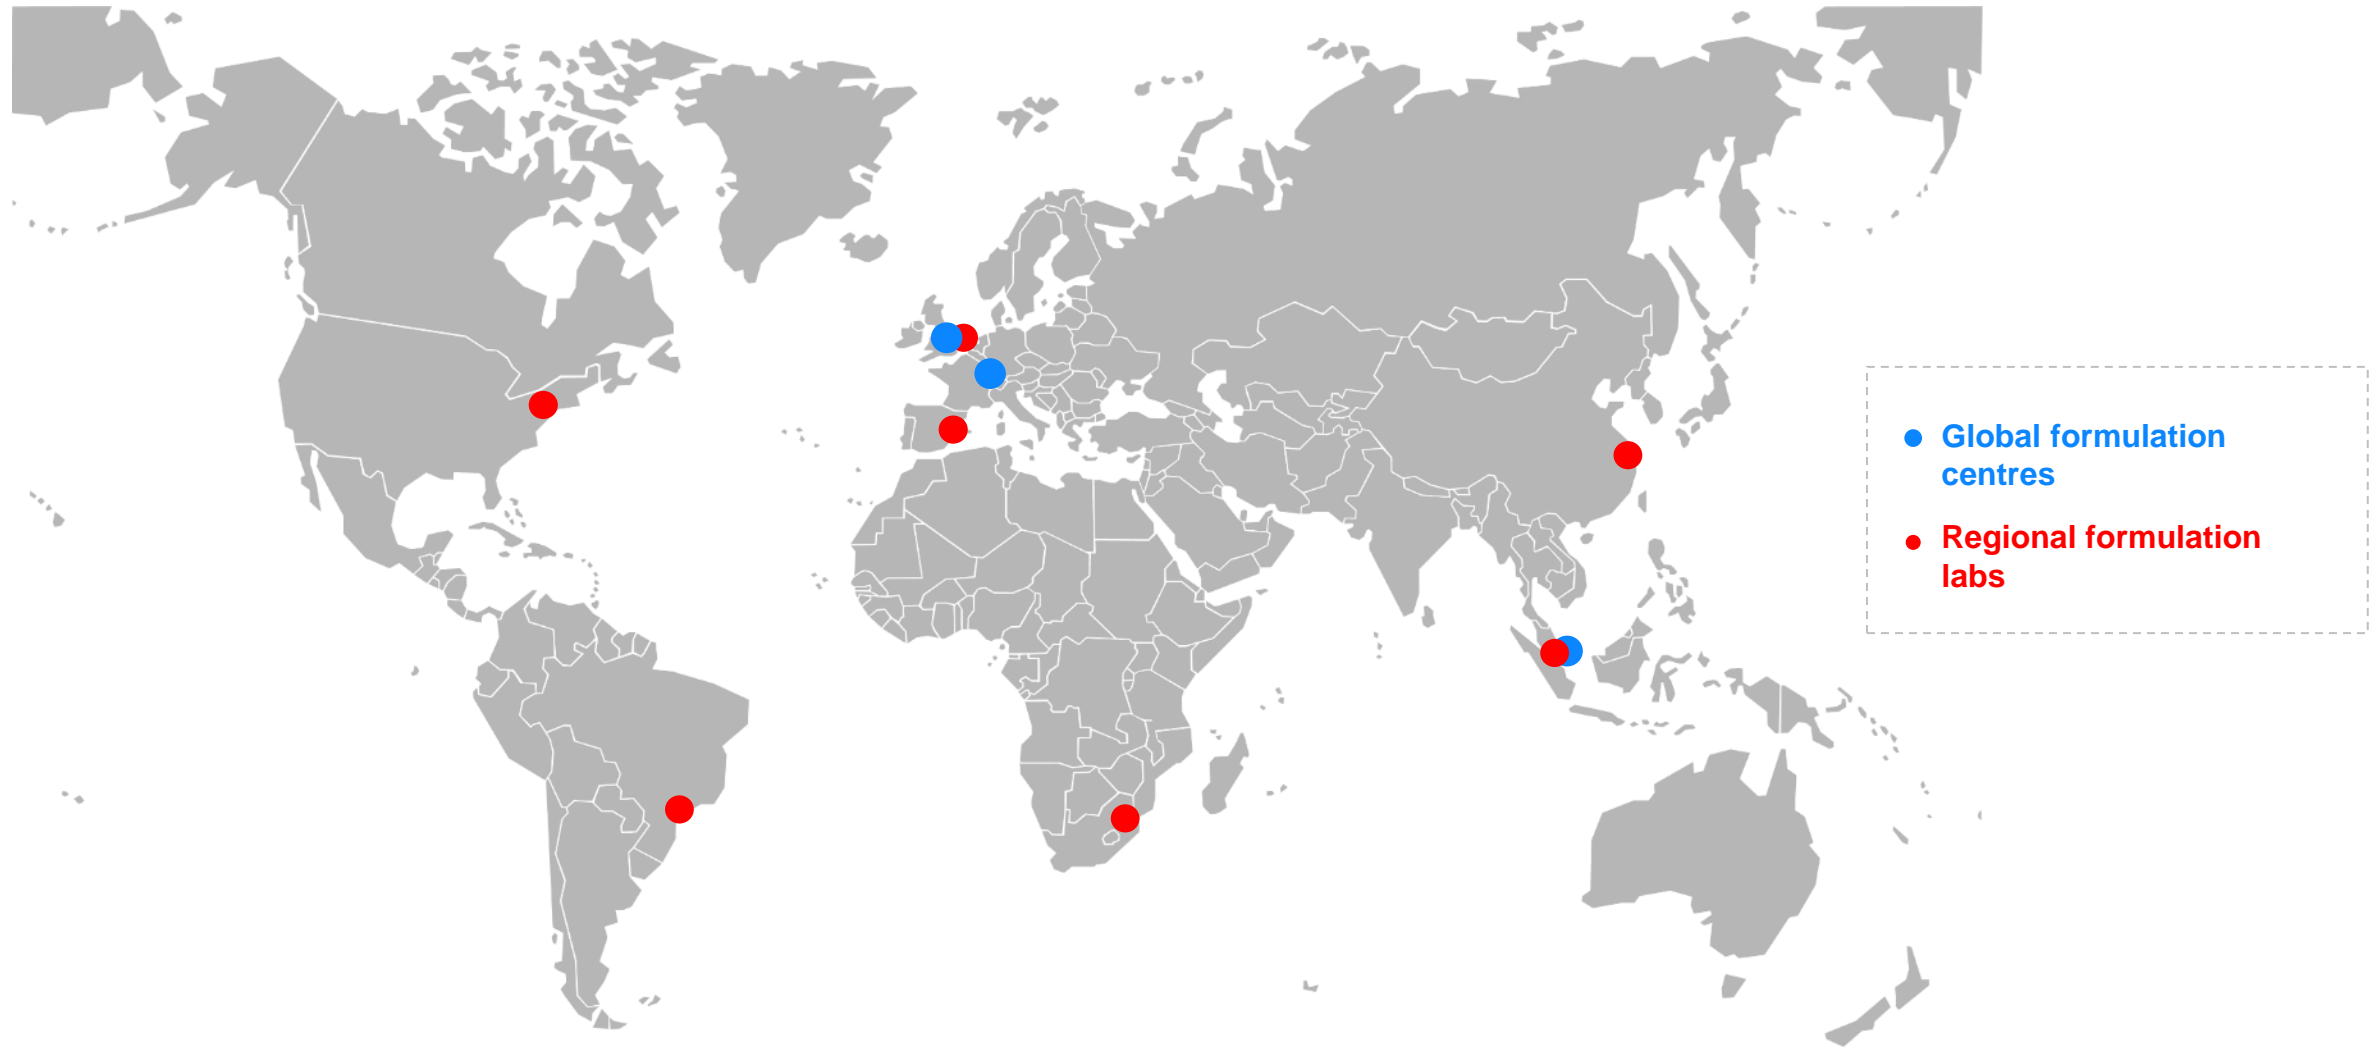 Global formulation
centres
Regional formulation
labs